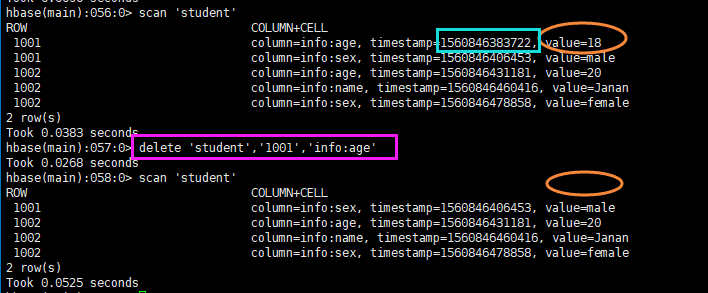 hbase(main):056:0> scan 'student'
ROW COLUMN+CELL
1001 column=info:age, timestamp=1560846383722, value=18
1001 column=info:sex, timestamp=1560846406453, value=male
1002 column=info:age, timestamp=1560846431181, value=20
1002 column=info:name, timestamp=1560846460416, value=Janan
1002 column=info:sex, timestamp=1560846478858, value=female
2 row(s)
Took 0.0383 seconds
hbase(main):057:0> delete 'student','1001','info:age'
Took 0.0268 seconds
hbase(main):058:0> scan 'student'
ROW COLUMN+CELL
1001 column=info:sex, timestamp=1560846406453, value=male
1002 column=info:age, timestamp=1560846431181, value=20
1002 column=info:name, timestamp=1560846460416, value=Janan
1002 column=info:sex, timestamp=1560846478858, value=female
2 row(s)
Took 0.0525 seconds